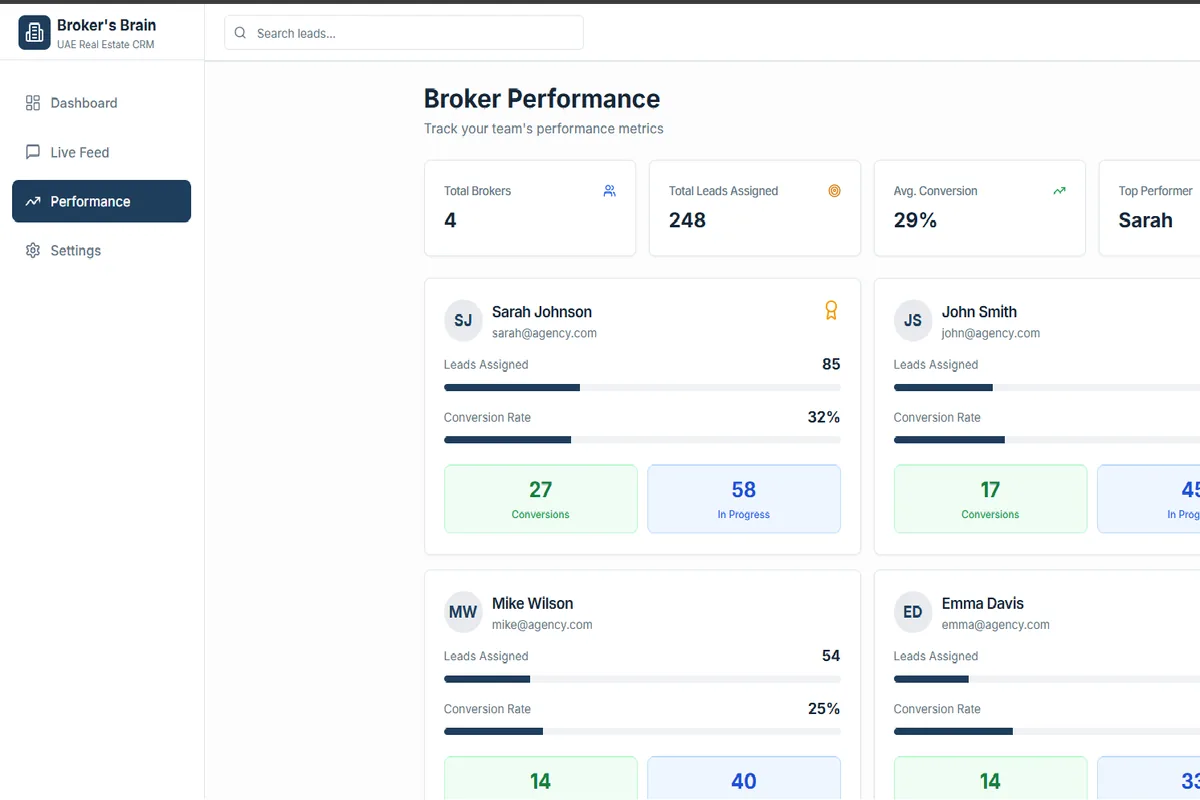 Broker's Brain
UAE Real Estate CRM
Search leads...
Dashboard
Live Feed
Performance
Settings
Broker Performance
Track your team's performance metrics
Total Brokers
4
Total Leads Assigned
248
Avg. Conversion
29%
Top Performer
Sarah
SJ
Sarah Johnson
sarah@agency.com
Leads Assigned
85
Conversion Rate
32%
27
Conversions
58
In Progress
JS
John Smith
john@agency.com
Leads Assigned
Conversion Rate
17
Conversions
45
In Prog
MW
Mike Wilson
mike@agency.com
Leads Assigned
54
Conversion Rate
25%
14
40
ED
Emma Davis
emma@agency.com
Leads Assigned
Conversion Rate
14
33